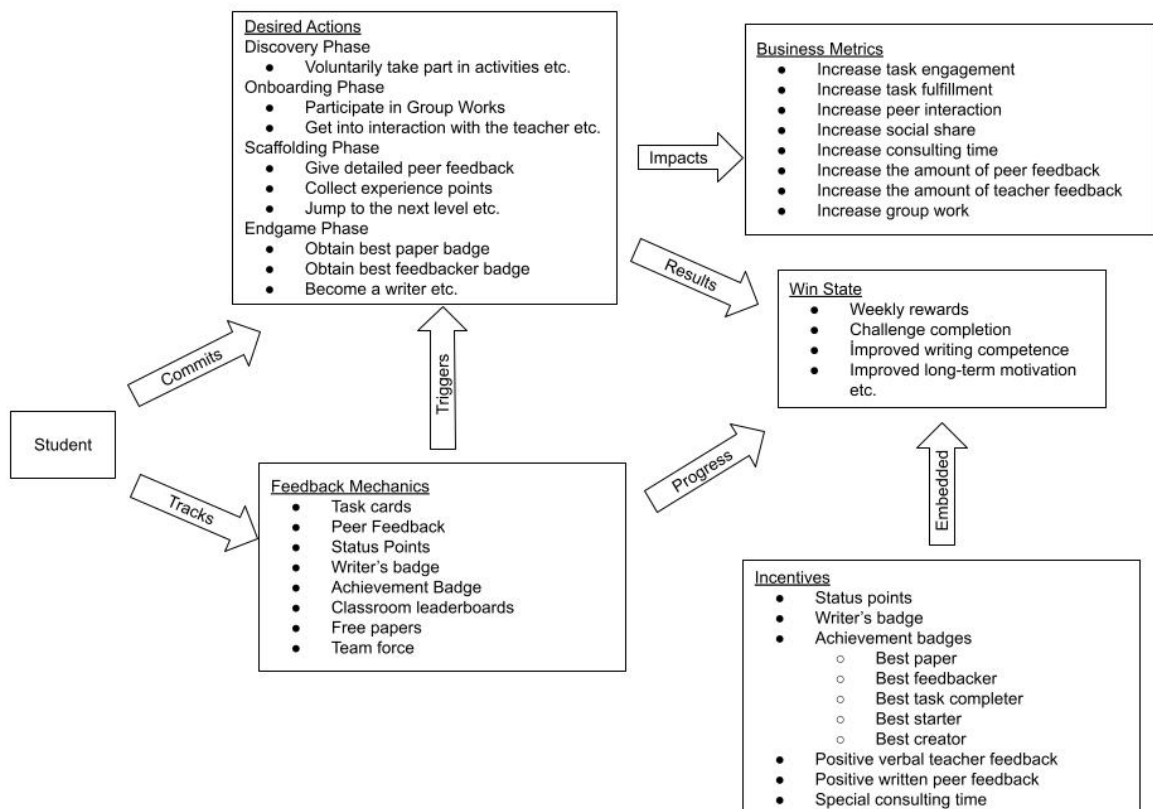 Desired Actions
Discovery Phase
● Voluntarily take part in activities etc.
Onboarding Phase
● Participate in Group Works
● Get into interaction with the teacher etc.
Scaffolding Phase
● Give detailed peer feedback
● Collect experience points
● Jump to the next level etc.
Endgame Phase
● Obtain best paper badge
● Obtain best feedbacker badge
● Become a writer etc.
Impacts
Business Metrics
● Increase task engagement
● Increase task fulfillment
● Increase peer interaction
● Increase social share
● Increase consulting time
● Increase the amount of peer feedback
● Increase the amount of teacher feedback
● Increase group work
Results
Win State
● Weekly rewards
● Challenge completion
● İmproved writing competence
● Improved long-term motivation
etc.
Commits
Triggers
Student
Tracks
Feedback Mechanics
● Task cards
● Peer Feedback
● Status Points
● Writer's badge
● Achievement Badge
● Classroom leaderboards
● Free papers
● Team force
Progress
Embedded
Incentives
● Status points
● Writer's badge
● Achievement badges
○ Best paper
○ Best feedbacker
○ Best task completer
○ Best starter
○ Best creator
● Positive verbal teacher feedback
● Positive written peer feedback
● Special consulting time